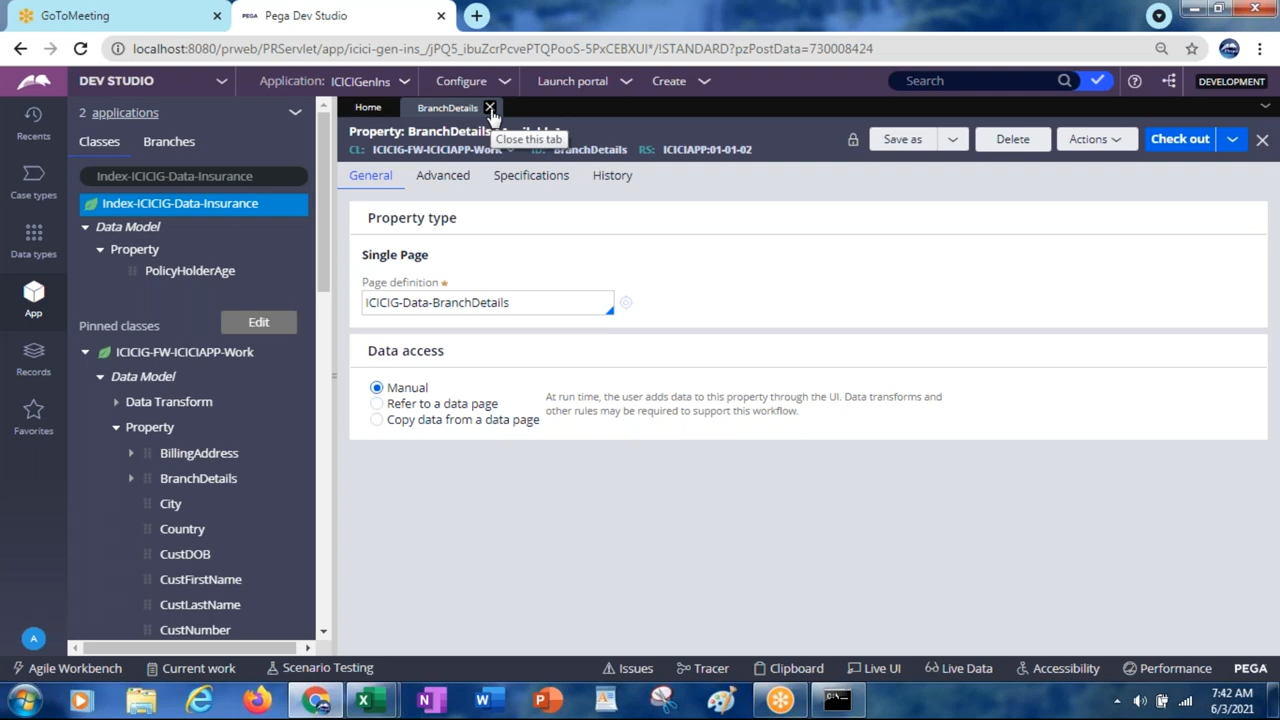 GoToMeeting
PEGA Pega Dev Studio
localhost:8080/prweb/PRServlet/app/icici-gen-ins_/jPQ5_ibuZcrPcvePTQPooS-5PxCEBXUI*/!STANDARD?pzPostData=730008424
DEV STUDIO
Application: ICICIGenIns
Configure
Launch portal
Create
Search
DEVELOPMENT
Recents
Case types
Data types
App
Records
Favorites
A
2 applications
Classes
Branches
Index-ICICIG-Data-Insurance
Index-ICICIG-Data-Insurance
Data Model
Property
PolicyHolderAge
Pinned classes
Edit
ICICIG-FW-ICICIAPP-Work
Data Model
Data Transform
Property
BillingAddress
BranchDetails
City
Country
CustDOB
CustFirstName
CustLastName
CustNumber
Home
BranchDetails
Close this tab
Property: BranchDetails
CL: ICICIG-FW-ICICIAPP-Work ID: BranchDetails RS: ICICIAPP:01-01-02
Save as
Delete
Actions
Check out
General
Advanced
Specifications
History
Property type
Single Page
Page definition
ICICIG-Data-BranchDetails
Data access
Manual
Refer to a data page
Copy data from a data page
At run time, the user adds data to this property through the UI. Data transforms and
other rules may be required to support this workflow.
Agile Workbench
Current work
Scenario Testing
Issues
Tracer
Clipboard
Live UI
Live Data
Accessibility
Performance
PEGA
7:42 AM
6/3/2021